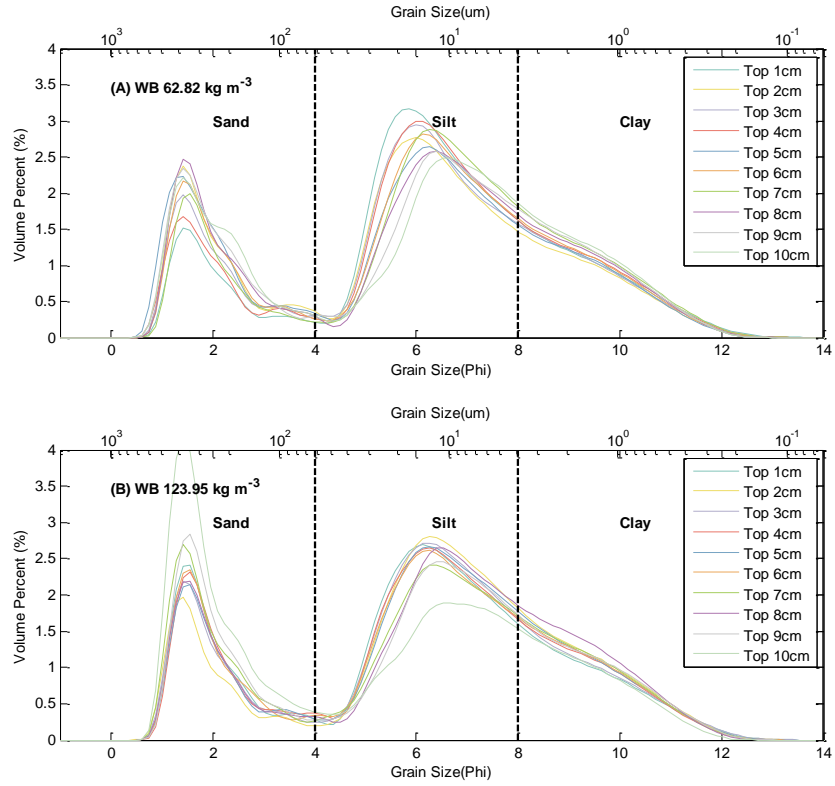 Grain Size(um)
10³ 10² 10¹ 10⁰ 10⁻¹
4
3.5
3
2.5
2
1.5
1
0.5
0
Volume Percent (%)
(A) WB 62.82 kg m⁻³
Sand Silt Clay
Top 1cm
Top 2cm
Top 3cm
Top 4cm
Top 5cm
Top 6cm
Top 7cm
Top 8cm
Top 9cm
Top 10cm
0 2 4 6 8 10 12 14
Grain Size(Phi)
Grain Size(um)
10³ 10² 10¹ 10⁰ 10⁻¹
4
3.5
3
2.5
2
1.5
1
0.5
0
Volume Percent (%)
(B) WB 123.95 kg m⁻³
Sand Silt Clay
Top 1cm
Top 2cm
Top 3cm
Top 4cm
Top 5cm
Top 6cm
Top 7cm
Top 8cm
Top 9cm
Top 10cm
0 2 4 6 8 10 12 14
Grain Size(Phi)